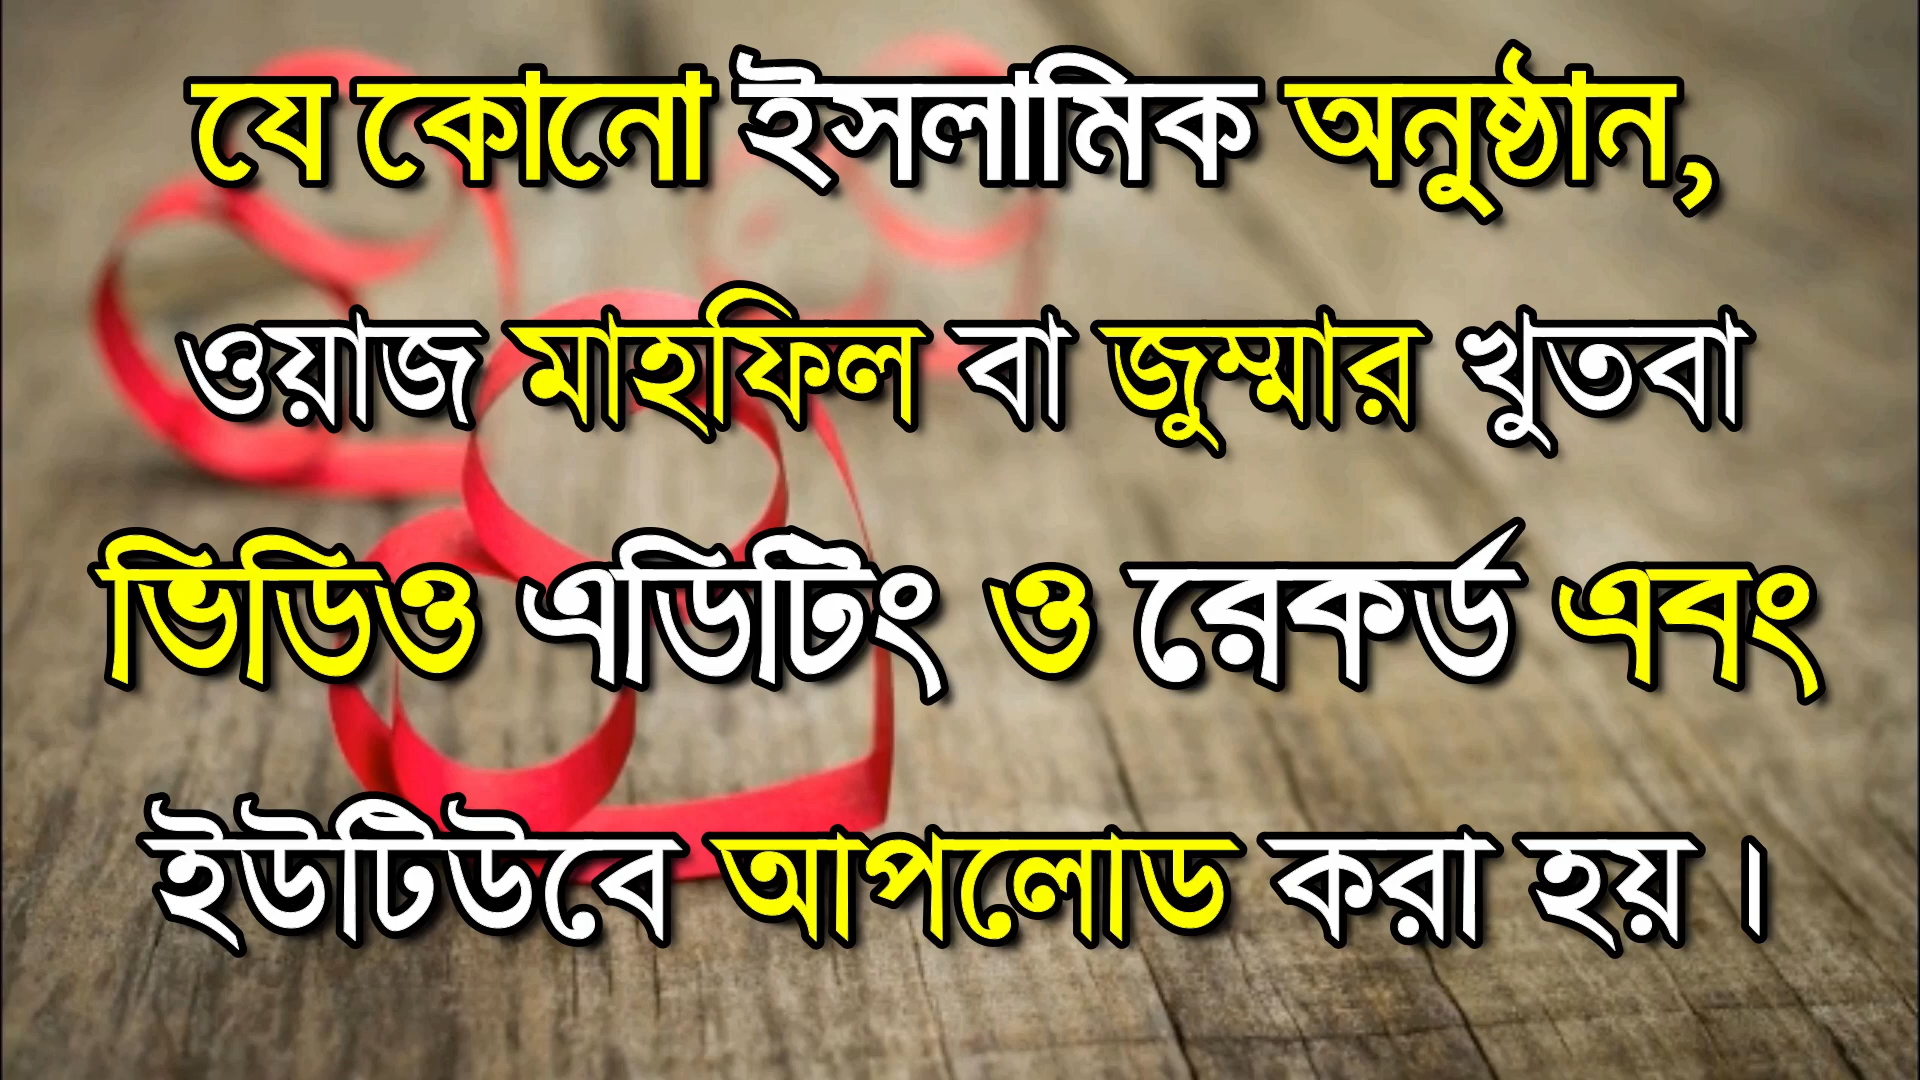 যে কোনো ইসলামিক অনুষ্ঠান,
ওয়াজ মাহফিল বা জুম্মার খুতবা
ভিডিও এডিটিং ও রেকর্ড এবং
ইউটিউবে আপলোড করা হয়।